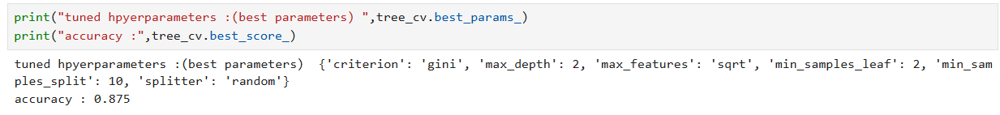 print("tuned hpyerparameters :(best parameters) ",tree_cv.best_params_)
print("accuracy :",tree_cv.best_score_)
tuned hpyerparameters :(best parameters)  {'criterion': 'gini', 'max_depth': 2, 'max_features': 'sqrt', 'min_samples_leaf': 2, 'min_sam
ples_split': 10, 'splitter': 'random'}
accuracy : 0.875